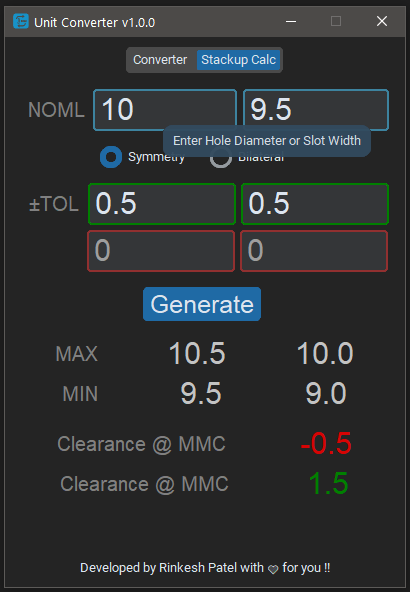 Unit Converter v1.0.0
Converter Stackup Calc
NOML 10 9.5
Enter Hole Diameter or Slot Width
Symmetry Bilateral
±TOL 0.5 0.5
0 0
Generate
MAX 10.5 10.0
MIN 9.5 9.0
Clearance @ MMC -0.5
Clearance @ MMC 1.5
Developed by Rinkesh Patel with 🤍 for you !!